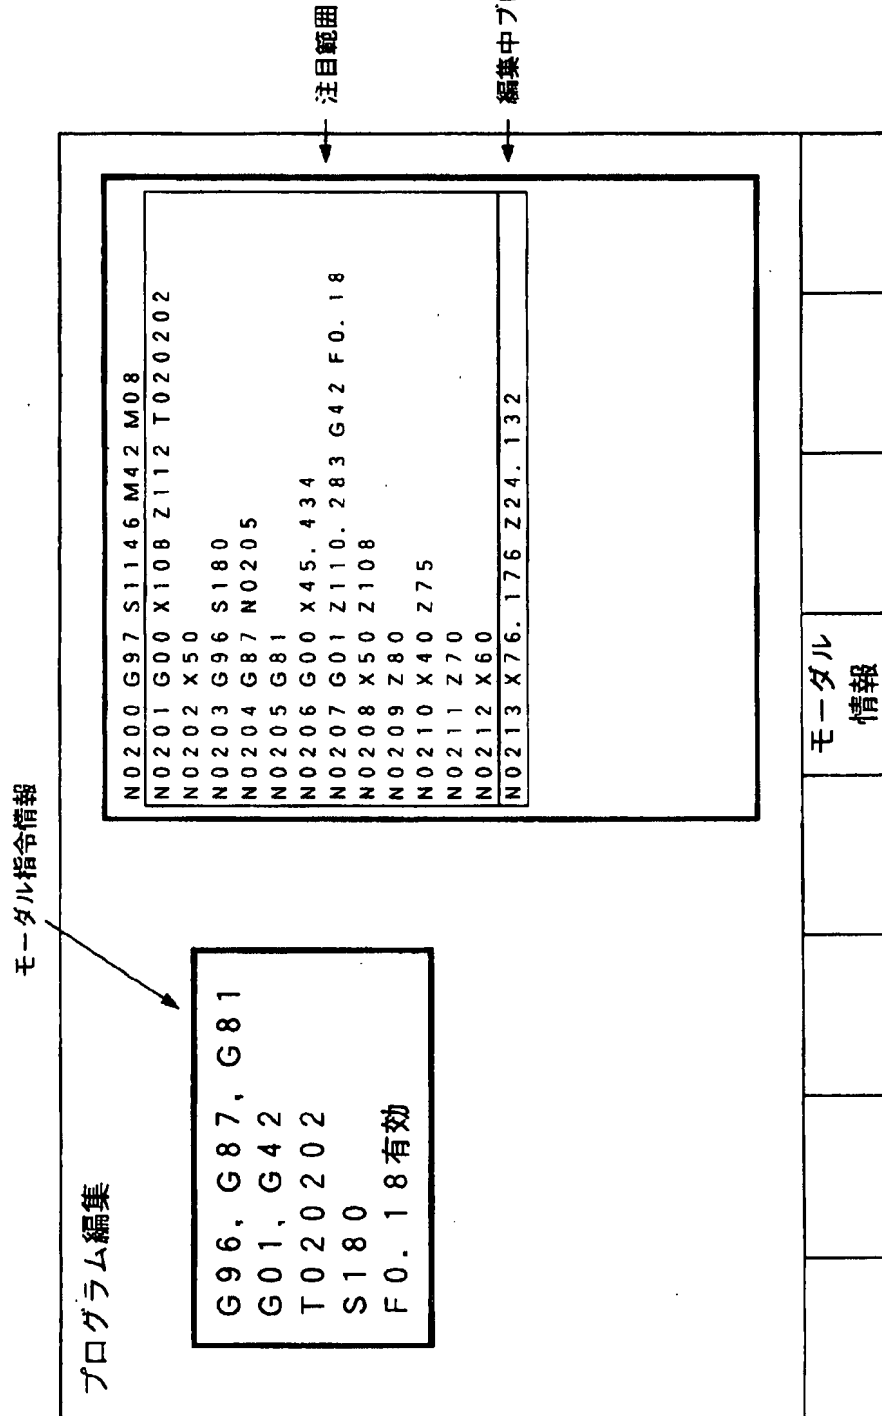 モーダル指令情報
プログラム編集
G96, G87, G81
G01, G42
T020202
S180
F0.18有効
N0200 G97 S1146 M42 M08
N0201 G00 X108 Z112 T020202
N0202 X50
N0203 G96 S180
N0204 G87 N0205
N0205 G81
N0206 G00 X45.434
N0207 G01 Z110.283 G42 F0.18
N0208 X50 Z108
N0209 Z80
N0210 X40 Z75
N0211 Z70
N0212 X60
N0213 X76.176 Z24.132
注目範囲
編集中ブ
モーダル
情報